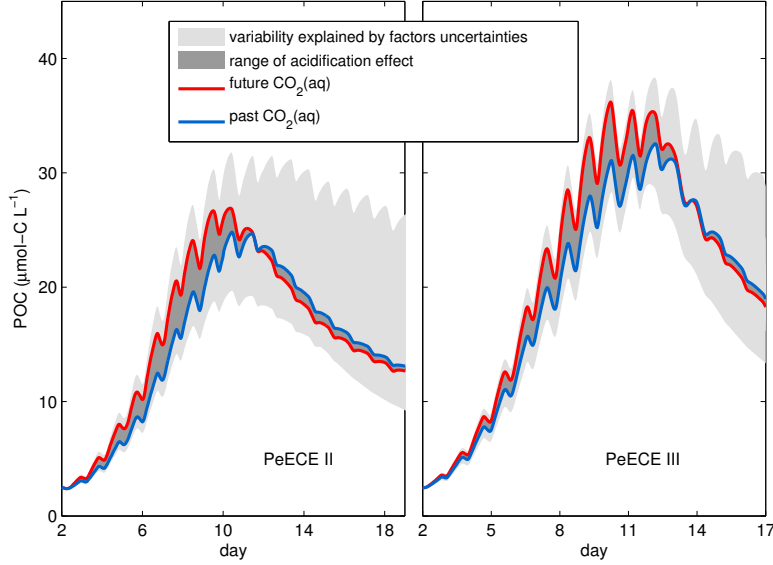 variability explained by factors uncertainties
range of acidification effect
future CO2(aq)
past CO2(aq)
POC (μmol−C L−1)
40
30
20
10
0
PeECE II
PeECE III
2 6 10 14 18
2 5 8 11 14 17
day
day